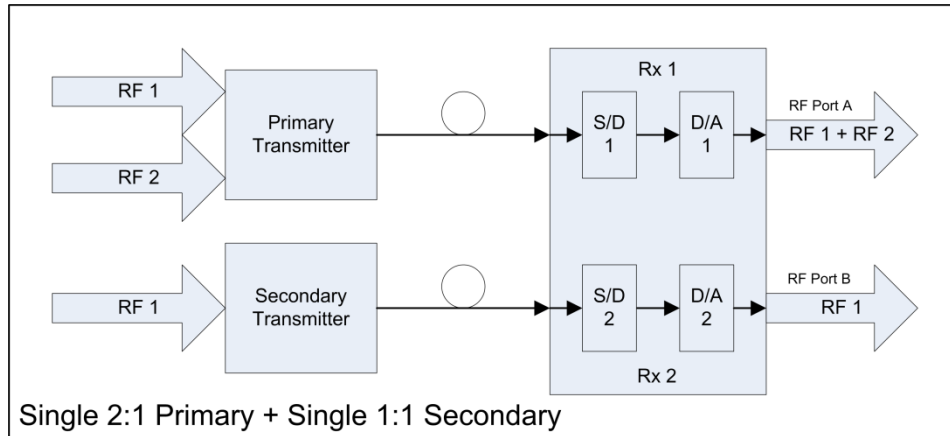 RF 1
RF 2
Primary
Transmitter
Rx 1
S/D
1
D/A
1
RF Port A
RF 1 + RF 2
RF 1
Secondary
Transmitter
S/D
2
D/A
2
Rx 2
RF Port B
RF 1
Single 2:1 Primary + Single 1:1 Secondary